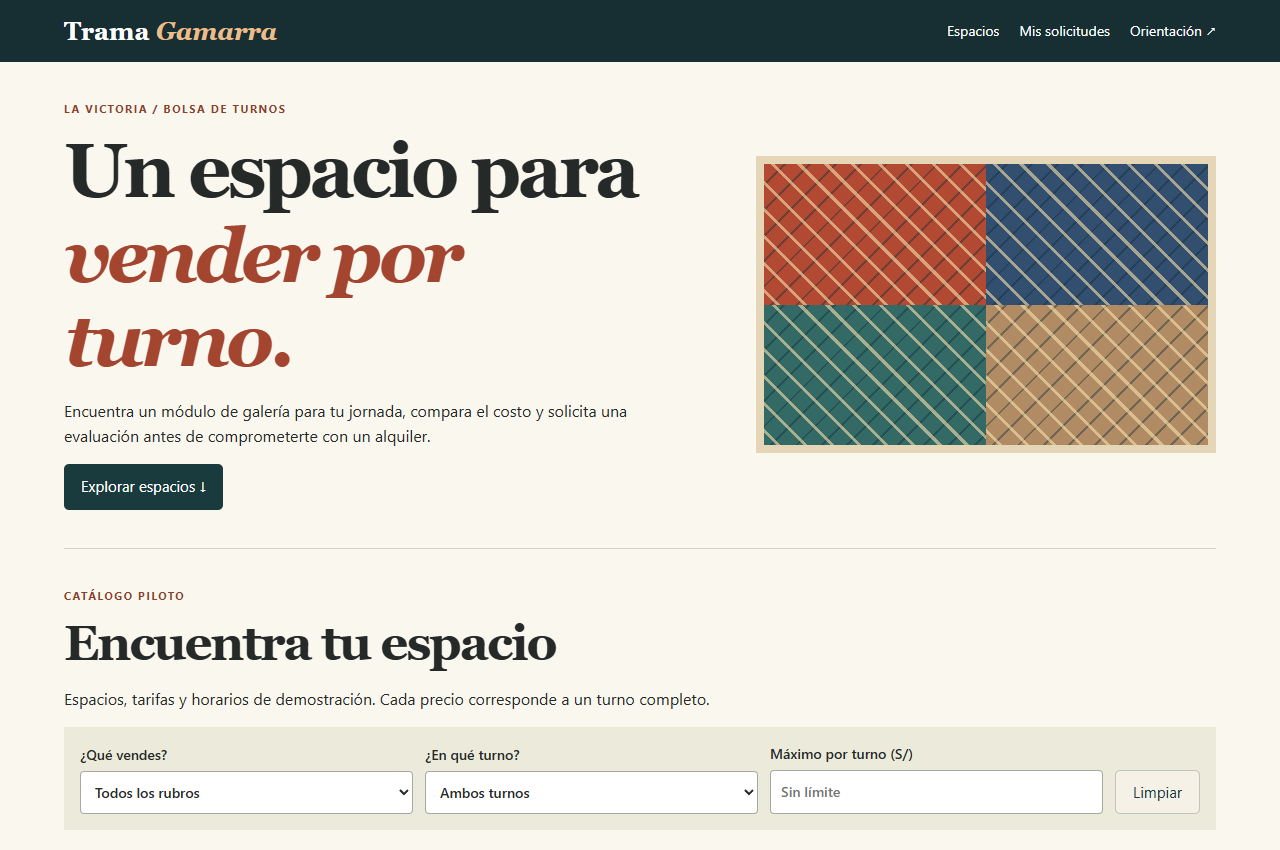 Trama Gamarra
Espacios Mis solicitudes Orientación ↗
LA VICTORIA / BOLSA DE TURNOS
Un espacio para
vender por
turno.
Encuentra un módulo de galería para tu jornada, compara el costo y solicita una
evaluación antes de comprometerte con un alquiler.
Explorar espacios ↓
CATÁLOGO PILOTO
Encuentra tu espacio
Espacios, tarifas y horarios de demostración. Cada precio corresponde a un turno completo.
¿Qué vendes? ¿En qué turno? Máximo por turno (S/)
Todos los rubros Ambos turnos Sin límite Limpiar